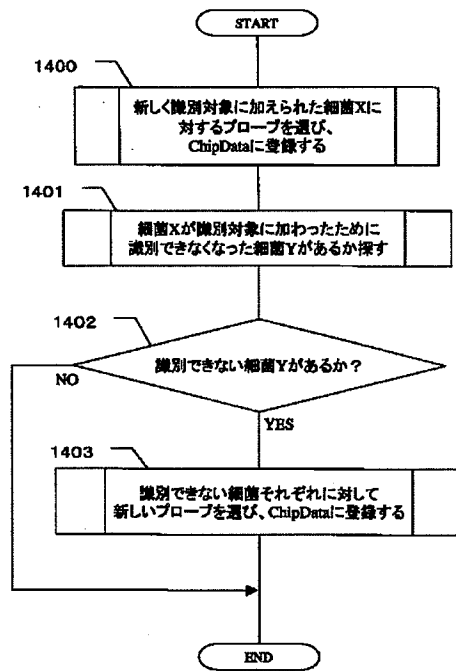 START
1400
新しく識別対象に加えられた細菌Xに
対するプローブを選び、
ChipDataに登録する
1401
細菌Xが識別対象に加わったために
識別できなくなった細菌Yがあるか探す
1402
識別できない細菌Yがあるか？
NO
YES
1403
識別できない細菌それぞれに対して
新しいプローブを選び、ChipDataに登録する
END